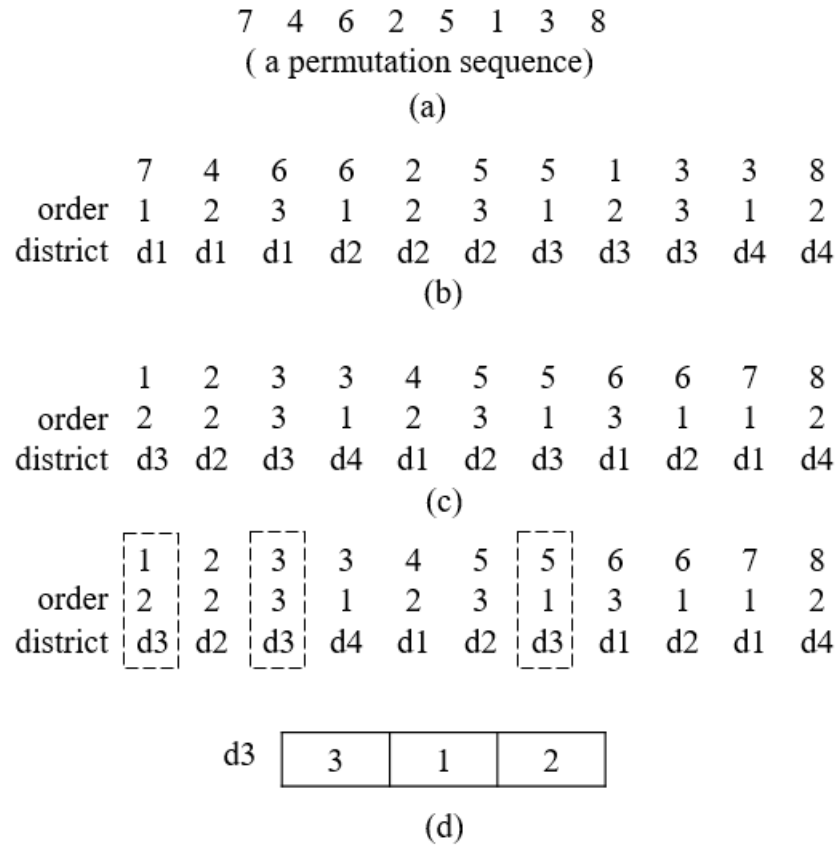 7 4 6 2 5 1 3 8
( a permutation sequence)
(a)
7 4 6 6 2 5 5 1 3 3 8
order 1 2 3 1 2 3 1 2 3 1 2
district d1 d1 d1 d2 d2 d2 d3 d3 d3 d4 d4
(b)
1 2 3 3 4 5 5 6 6 7 8
order 2 2 3 1 2 3 1 3 1 1 2
district d3 d2 d3 d4 d1 d2 d3 d1 d2 d1 d4
(c)
1 2 3 3 4 5 5 6 6 7 8
order 2 2 3 1 2 3 1 3 1 1 2
district d3 d2 d3 d4 d1 d2 d3 d1 d2 d1 d4
d3 3 1 2
(d)